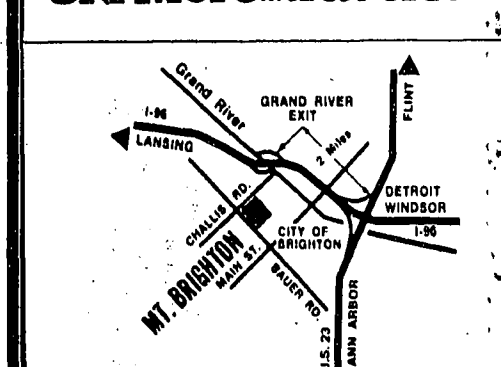 Grand River
GRAND RIVER
EXIT
FLINT
I-96
LANSING
2 Miles
DETROIT
WINDSOR
CHALLIS RD.
CITY OF
BRIGHTON
I-96
MT. BRIGHTON
MAIN ST.
BAUER RD.
U.S. 23
ANN ARBOR